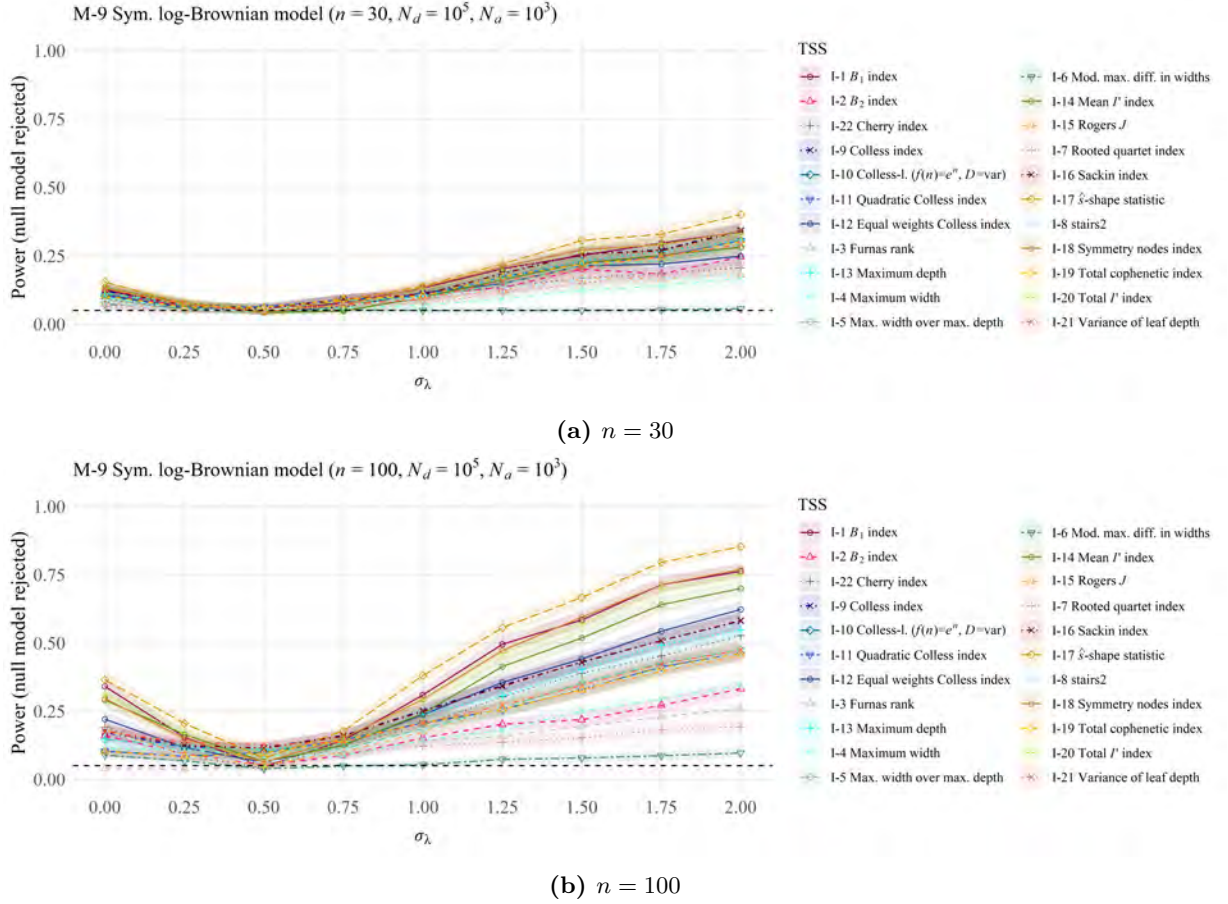 M-9 Sym. log-Brownian model (n = 30, N_d = 10^5, N_a = 10^3)
Power (null model rejected)
1.00
0.75
0.50
0.25
0.00
0.00 0.25 0.50 0.75 1.00 1.25 1.50 1.75 2.00
σ_λ
TSS
I-1 B_1 index
I-2 B_2 index
I-22 Cherry index
I-9 Colless index
I-10 Colless-l. (f(n)=e^n, D=var)
I-11 Quadratic Colless index
I-12 Equal weights Colless index
I-3 Furnas rank
I-13 Maximum depth
I-4 Maximum width
I-5 Max. width over max. depth
I-6 Mod. max. diff. in widths
I-14 Mean I' index
I-15 Rogers J
I-7 Rooted quartet index
I-16 Sackin index
I-17 ŝ-shape statistic
I-8 stairs2
I-18 Symmetry nodes index
I-19 Total cophenetic index
I-20 Total I' index
I-21 Variance of leaf depth
(a) n = 30
M-9 Sym. log-Brownian model (n = 100, N_d = 10^5, N_a = 10^3)
Power (null model rejected)
1.00
0.75
0.50
0.25
0.00
0.00 0.25 0.50 0.75 1.00 1.25 1.50 1.75 2.00
σ_λ
TSS
I-1 B_1 index
I-2 B_2 index
I-22 Cherry index
I-9 Colless index
I-10 Colless-l. (f(n)=e^n, D=var)
I-11 Quadratic Colless index
I-12 Equal weights Colless index
I-3 Furnas rank
I-13 Maximum depth
I-4 Maximum width
I-5 Max. width over max. depth
I-6 Mod. max. diff. in widths
I-14 Mean I' index
I-15 Rogers J
I-7 Rooted quartet index
I-16 Sackin index
I-17 ŝ-shape statistic
I-8 stairs2
I-18 Symmetry nodes index
I-19 Total cophenetic index
I-20 Total I' index
I-21 Variance of leaf depth
(b) n = 100